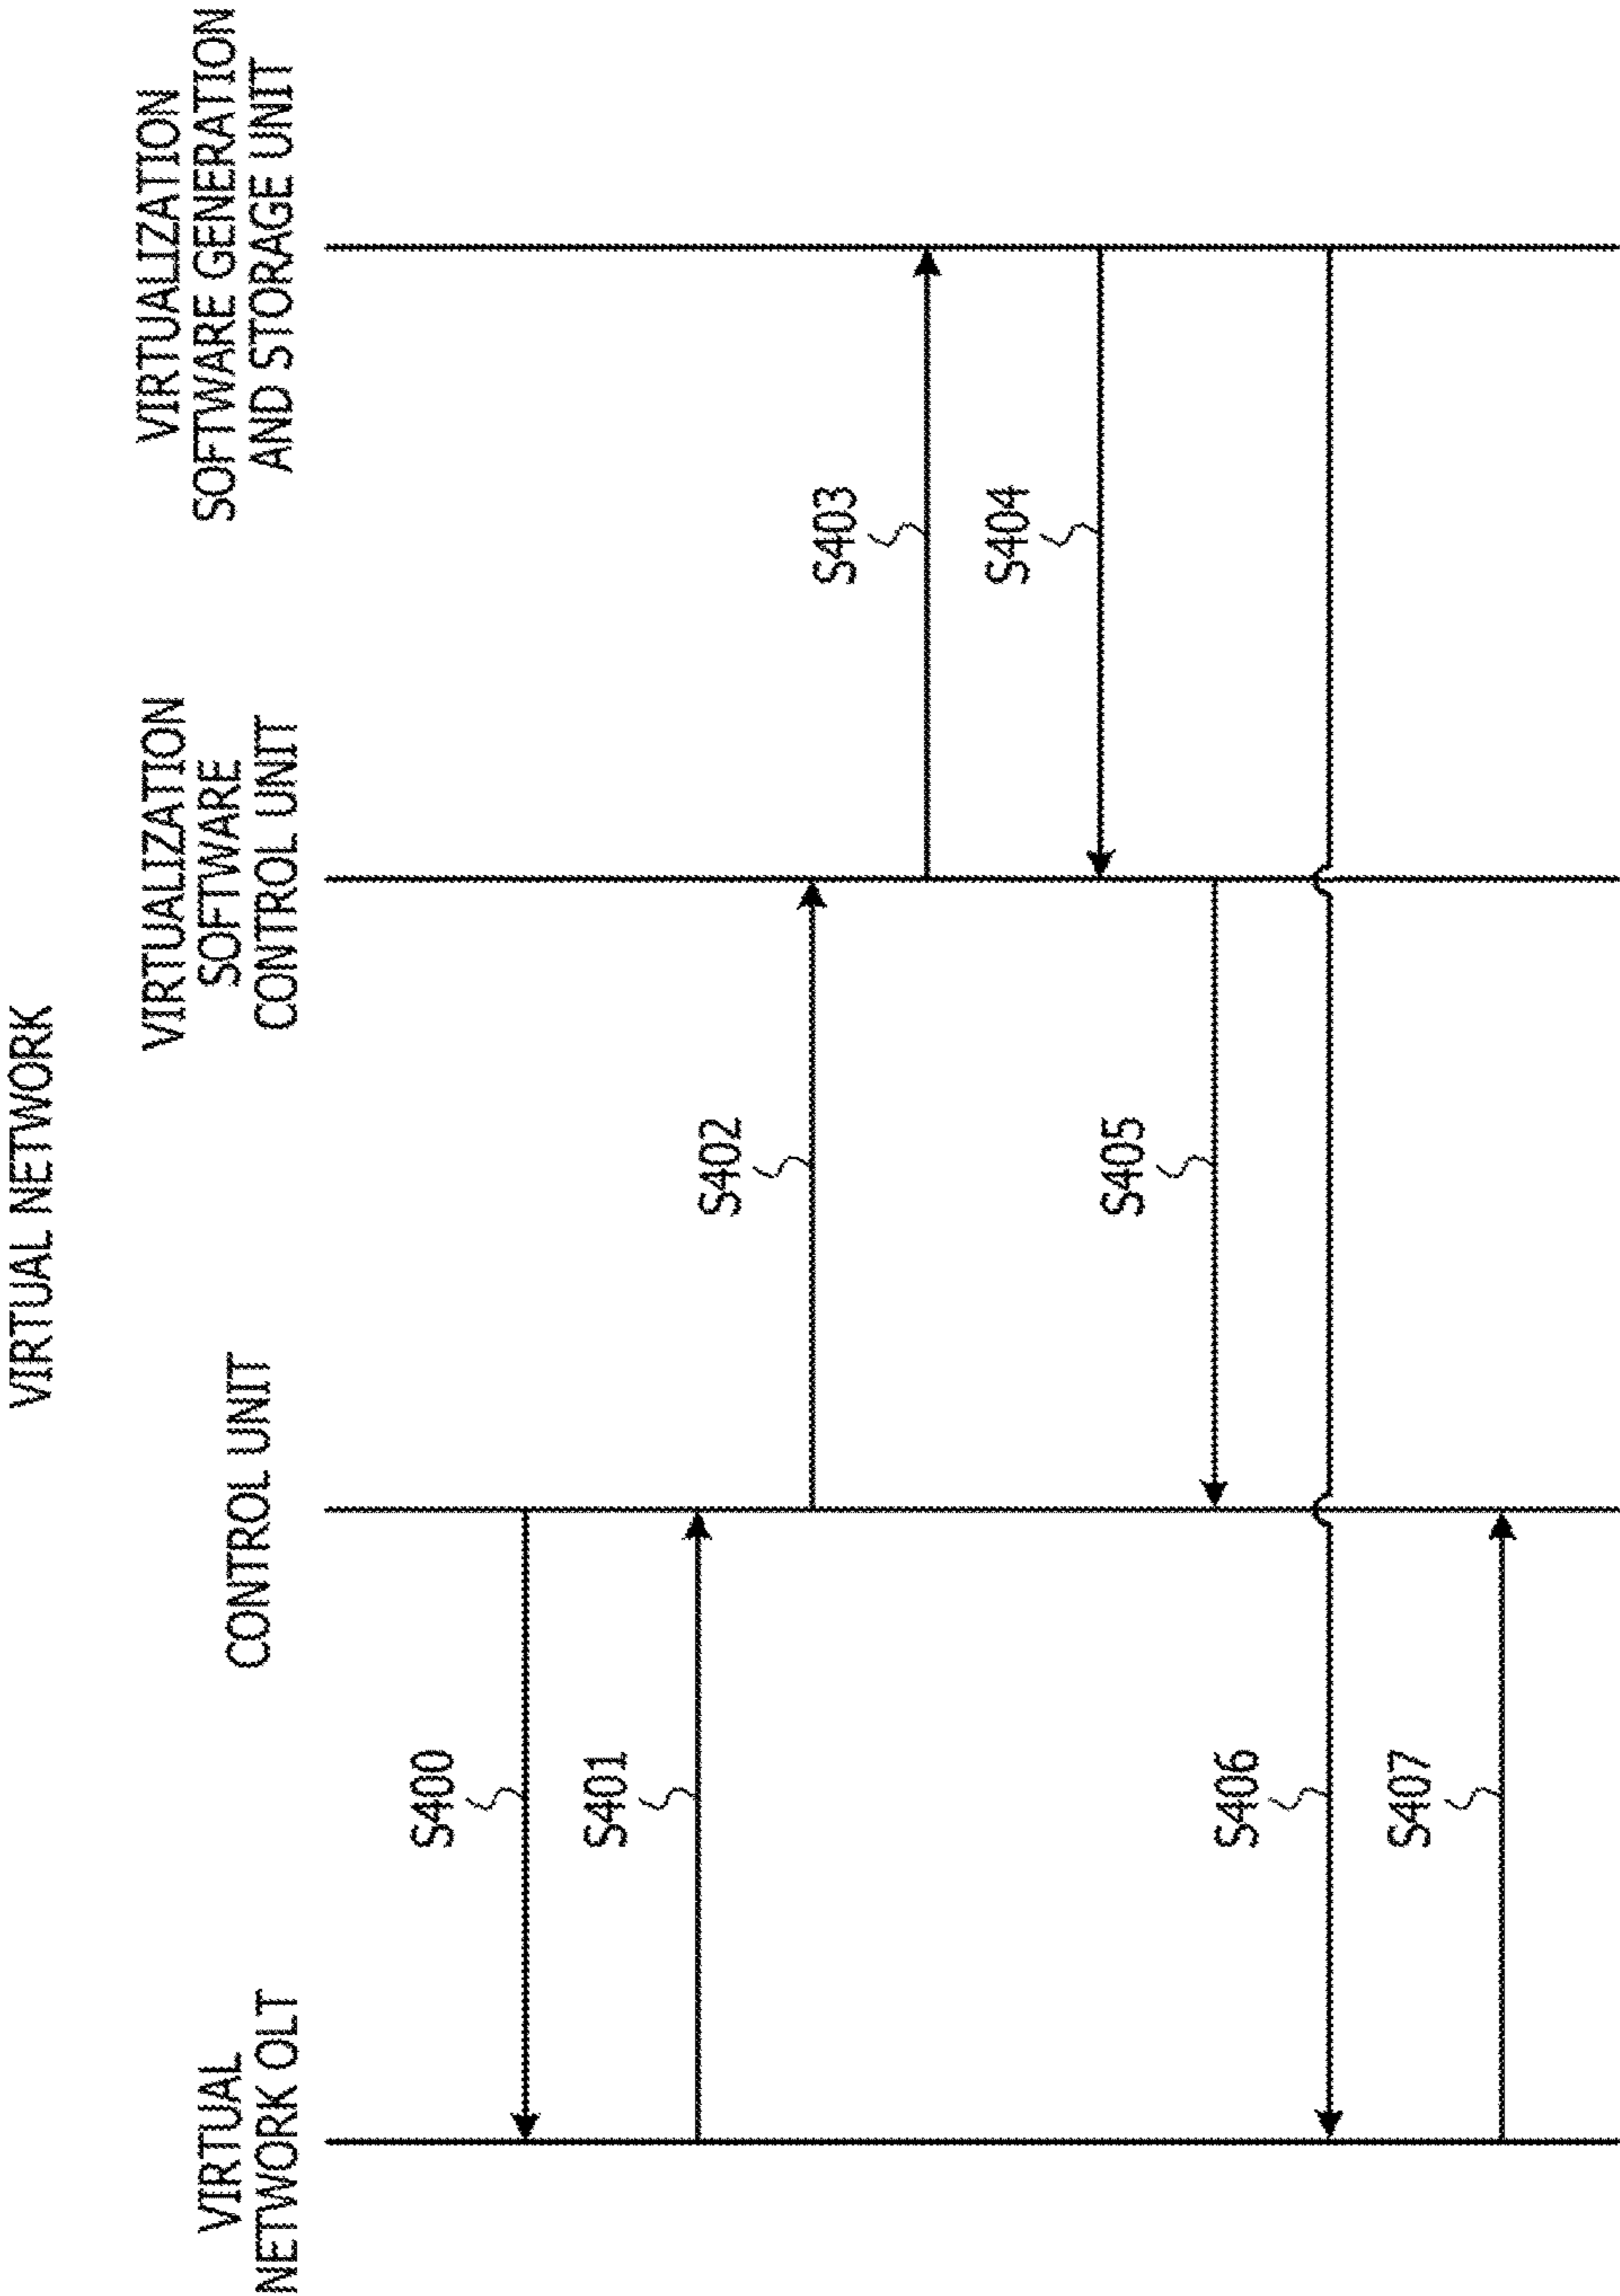 VIRTUAL NETWORK
VIRTUAL
NETWORK OLT
CONTROL UNIT
VIRTUALIZATION
SOFTWARE
CONTROL UNIT
VIRTUALIZATION
SOFTWARE GENERATION
AND STORAGE UNIT
S400
S401
S402
S403
S404
S405
S406
S407